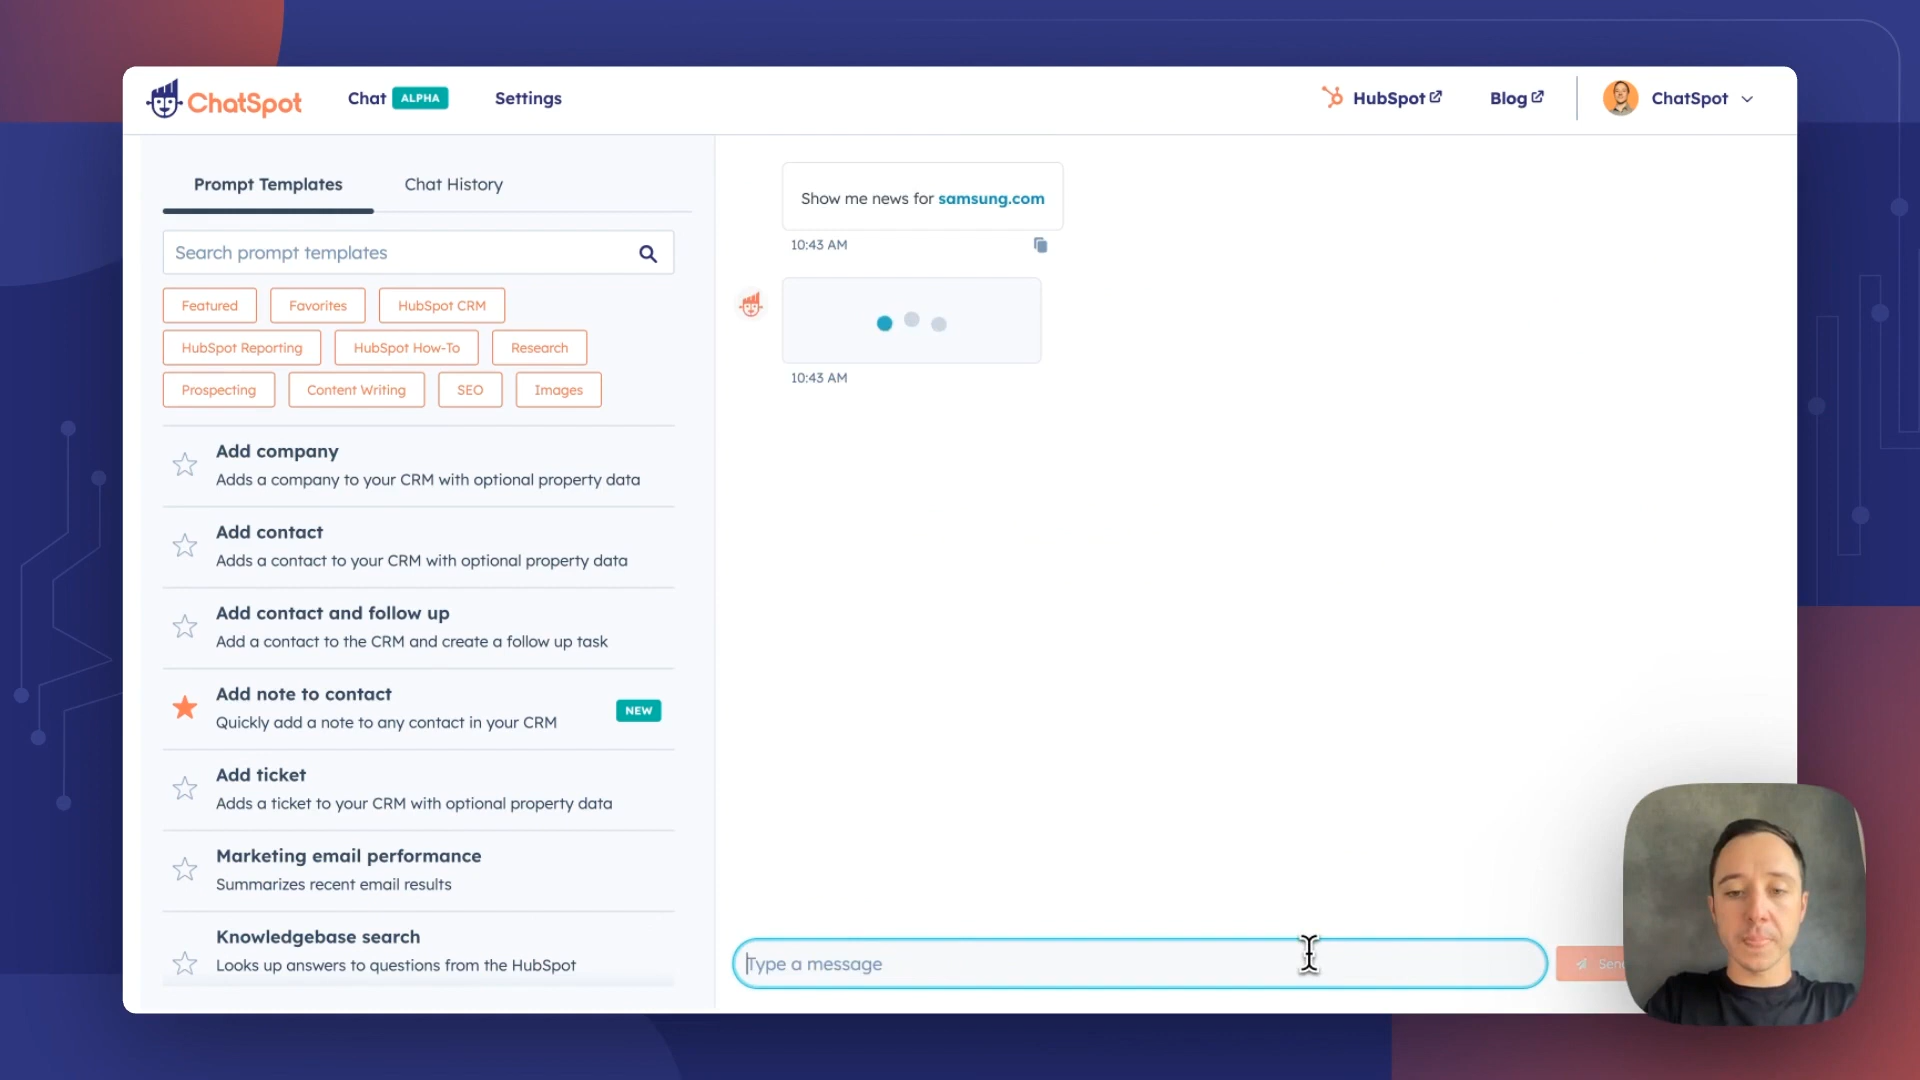 ChatSpot
Chat ALPHA
Settings
HubSpot
Blog
ChatSpot
Prompt Templates
Chat History
Search prompt templates
Featured
Favorites
HubSpot CRM
HubSpot Reporting
HubSpot How-To
Research
Prospecting
Content Writing
SEO
Images
Add company
Adds a company to your CRM with optional property data
Add contact
Adds a contact to your CRM with optional property data
Add contact and follow up
Add a contact to the CRM and create a follow up task
Add note to contact
Quickly add a note to any contact in your CRM
NEW
Add ticket
Adds a ticket to your CRM with optional property data
Marketing email performance
Summarizes recent email results
Knowledgebase search
Looks up answers to questions from the HubSpot
Show me news for samsung.com
10:43 AM
10:43 AM
Type a message